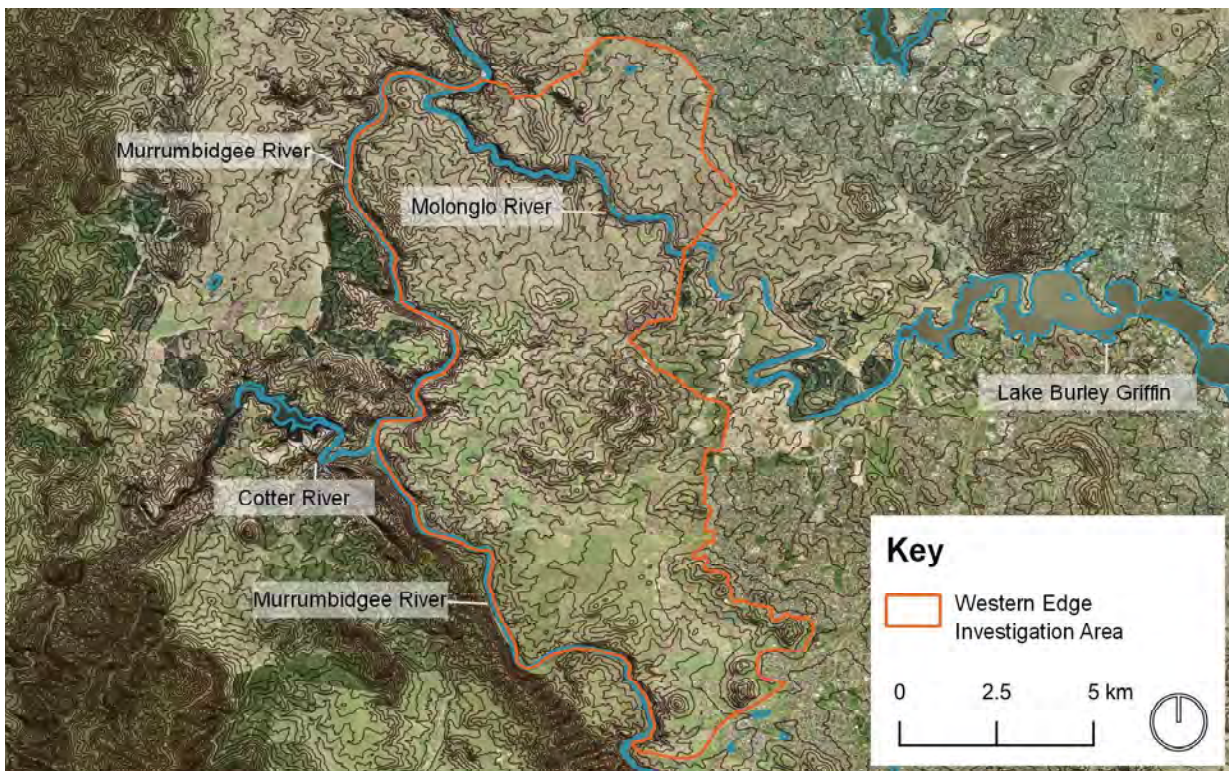 Murrumbidgee River
Molonglo River
Lake Burley Griffin
Cotter River
Murrumbidgee River
Key
Western Edge
Investigation Area
0 2.5 5 km